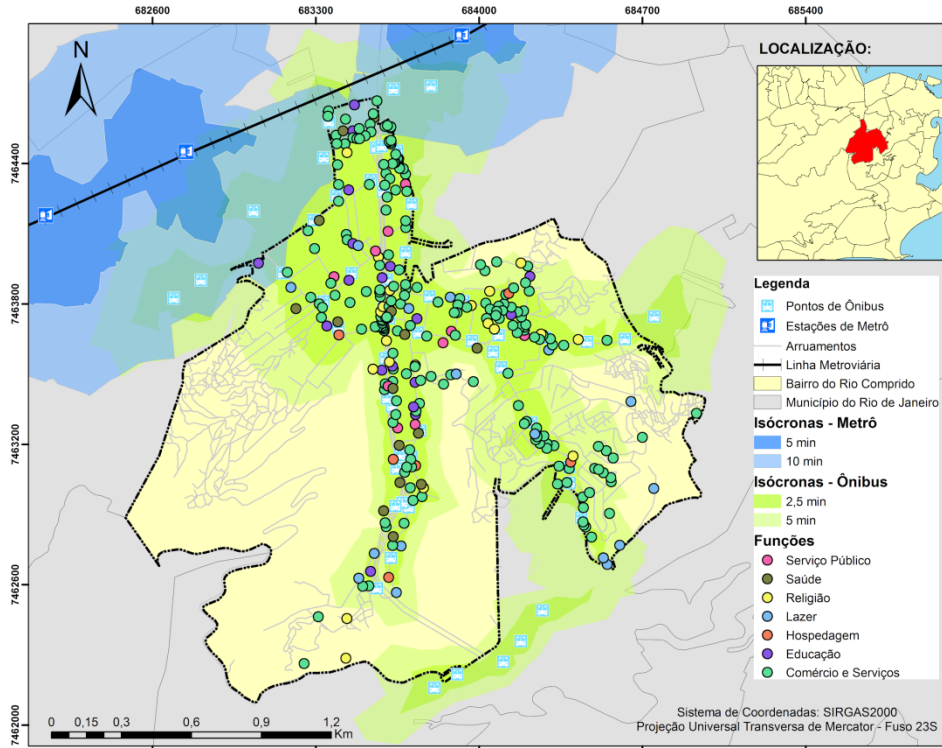 682600 683300 684000 684700 685400
N
LOCALIZAÇÃO:
7464400
7463800
7463200
7462600
7462000
Legenda
Pontos de Ônibus
Estações de Metrô
Arruamentos
Linha Metroviária
Bairro do Rio Comprido
Município do Rio de Janeiro
Isócronas - Metrô
5 min
10 min
Isócronas - Ônibus
2,5 min
5 min
Funções
Serviço Público
Saúde
Religião
Lazer
Hospedagem
Educação
Comércio e Serviços
0 0,15 0,3 0,6 0,9 1,2
Km
Sistema de Coordenadas: SIRGAS2000
Projeção Universal Transversa de Mercator - Fuso 23S